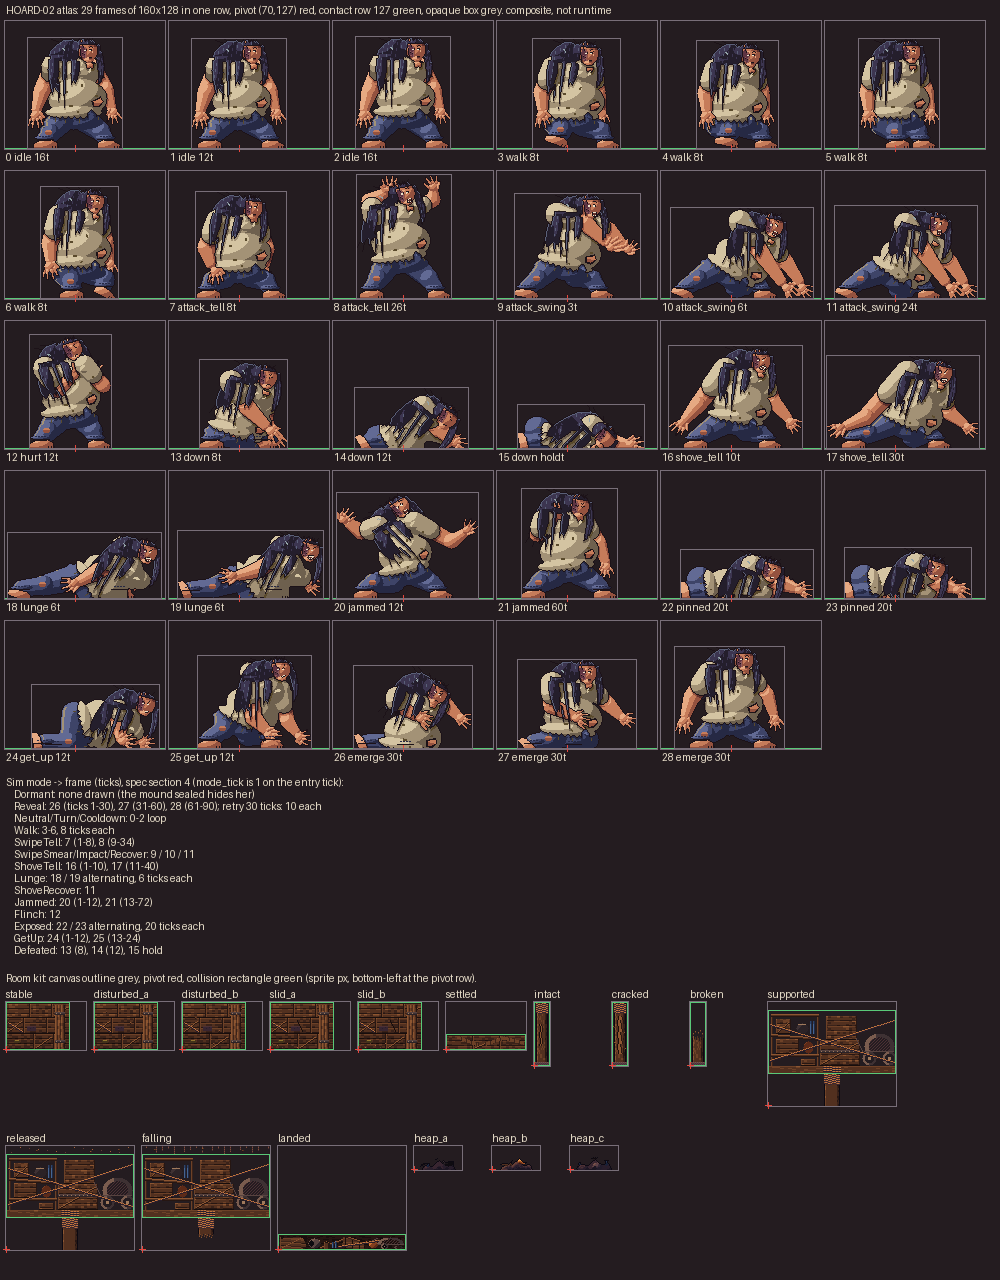 HOARD-02 atlas: 29 frames of 160x128 in one row, pivot (70,127) red, contact row 127 green, opaque box grey. composite, not runtime
0 idle 16t
1 idle 12t
2 idle 16t
3 walk 8t
4 walk 8t
5 walk 8t
6 walk 8t
7 attack_tell 8t
8 attack_tell 26t
9 attack_swing 3t
10 attack_swing 6t
11 attack_swing 24t
12 hurt 12t
13 down 8t
14 down 12t
15 down holdt
16 shove_tell 10t
17 shove_tell 30t
18 lunge 6t
19 lunge 6t
20 jammed 12t
21 jammed 60t
22 pinned 20t
23 pinned 20t
24 get_up 12t
25 get_up 12t
26 emerge 30t
27 emerge 30t
28 emerge 30t
Sim mode -> frame (ticks), spec section 4 (mode_tick is 1 on the entry tick):
Dormant: none drawn (the mound sealed hides her)
Reveal: 26 (ticks 1-30), 27 (31-60), 28 (61-90); retry 30 ticks: 10 each
Neutral/Turn/Cooldown: 0-2 loop
Walk: 3-6, 8 ticks each
SwipeTell: 7 (1-8), 8 (9-34)
SwipeSmear/Impact/Recover: 9 / 10 / 11
ShoveTell: 16 (1-10), 17 (11-40)
Lunge: 18 / 19 alternating, 6 ticks each
ShoveRecover: 11
Jammed: 20 (1-12), 21 (13-72)
Flinch: 12
Exposed: 22 / 23 alternating, 20 ticks each
GetUp: 24 (1-12), 25 (13-24)
Defeated: 13 (8), 14 (12), 15 hold
Room kit: canvas outline grey, pivot red, collision rectangle green (sprite px, bottom-left at the pivot row).
stable
disturbed_a
disturbed_b
slid_a
slid_b
settled
intact
cracked
broken
supported
released
falling
landed
heap_a
heap_b
heap_c